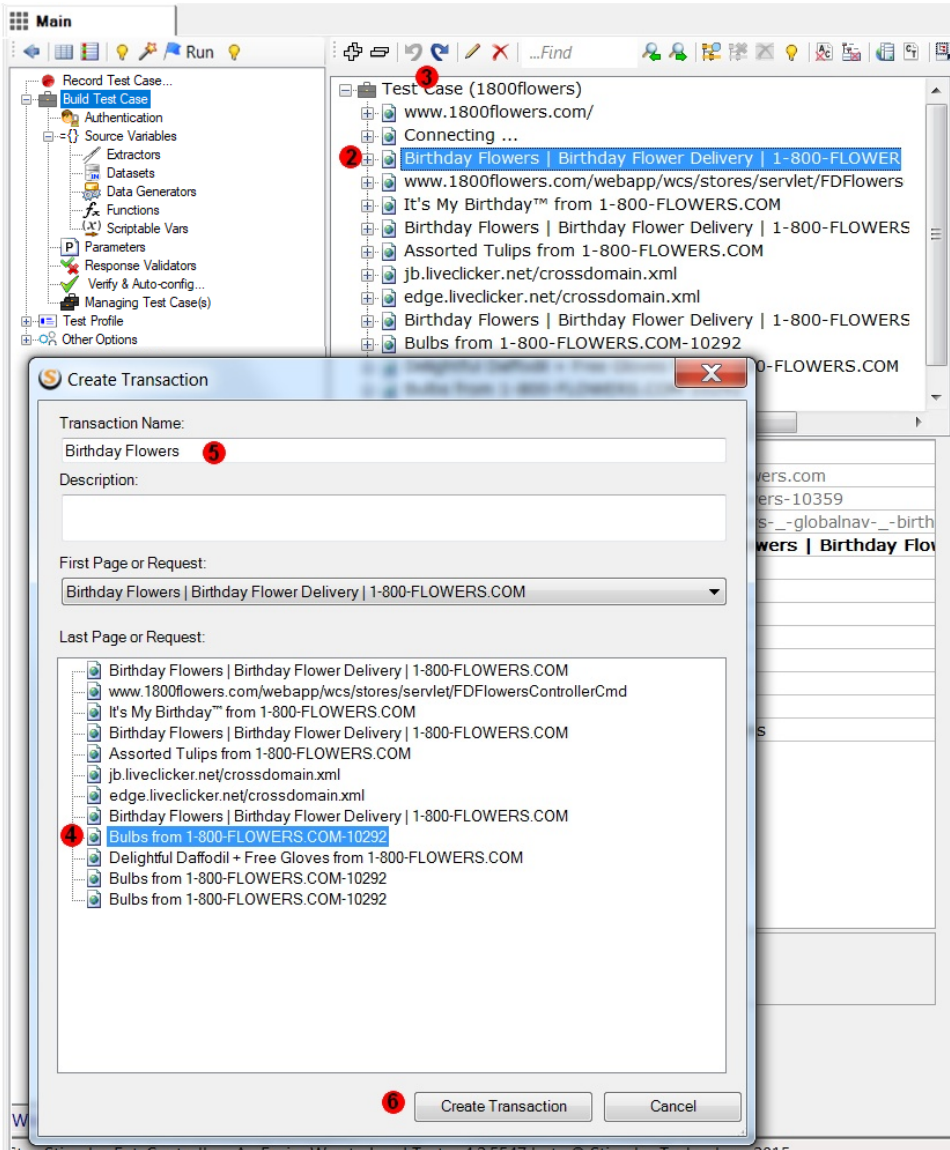 Main
Run
...Find
3
Record Test Case...
Build Test Case
Authentication
Source Variables
Extractors
Datasets
Data Generators
Functions
Scriptable Vars
Parameters
Response Validators
Verify & Auto-config...
Managing Test Case(s)
Test Profile
Other Options
Test Case (1800flowers)
www.1800flowers.com/
Connecting ...
2
Birthday Flowers | Birthday Flower Delivery | 1-800-FLOWER
www.1800flowers.com/webapp/wcs/stores/servlet/FDFlowers
It's My Birthday™ from 1-800-FLOWERS.COM
Birthday Flowers | Birthday Flower Delivery | 1-800-FLOWERS
Assorted Tulips from 1-800-FLOWERS.COM
jb.liveclicker.net/crossdomain.xml
edge.liveclicker.net/crossdomain.xml
Birthday Flowers | Birthday Flower Delivery | 1-800-FLOWERS
Bulbs from 1-800-FLOWERS.COM-10292
0-FLOWERS.COM
Create Transaction
Transaction Name:
Birthday Flowers 5
Description:
First Page or Request:
Birthday Flowers | Birthday Flower Delivery | 1-800-FLOWERS.COM
Last Page or Request:
Birthday Flowers | Birthday Flower Delivery | 1-800-FLOWERS.COM
www.1800flowers.com/webapp/wcs/stores/servlet/FDFlowersControllerCmd
It's My Birthday™ from 1-800-FLOWERS.COM
Birthday Flowers | Birthday Flower Delivery | 1-800-FLOWERS.COM
Assorted Tulips from 1-800-FLOWERS.COM
jb.liveclicker.net/crossdomain.xml
edge.liveclicker.net/crossdomain.xml
Birthday Flowers | Birthday Flower Delivery | 1-800-FLOWERS.COM
4 Bulbs from 1-800-FLOWERS.COM-10292
Delightful Daffodil + Free Gloves from 1-800-FLOWERS.COM
Bulbs from 1-800-FLOWERS.COM-10292
Bulbs from 1-800-FLOWERS.COM-10292
6
Create Transaction
Cancel
ers.com
ers-10359
s-_-globalnav-_-birth
wers | Birthday Flo
s